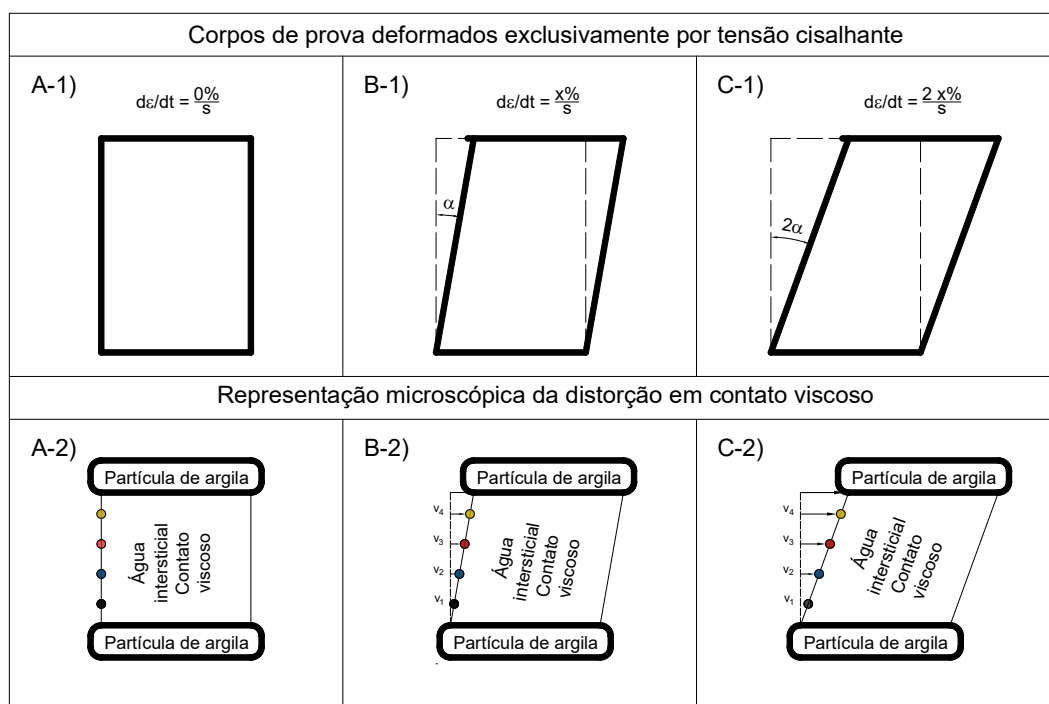 Corpos de prova deformados exclusivamente por tensão cisalhante
A-1)
dε/dt = 0%
s
B-1)
dε/dt = x%
s
C-1)
dε/dt = 2 x%
s
α
2α
Representação microscópica da distorção em contato viscoso
A-2)
Partícula de argila
Água
intersticial
Contato
viscoso
Partícula de argila
B-2)
Partícula de argila
v4
v3
v2
v1
Água
intersticial
Contato
viscoso
Partícula de argila
C-2)
Partícula de argila
v4
v3
v2
v1
Água
intersticial
Contato
viscoso
Partícula de argila